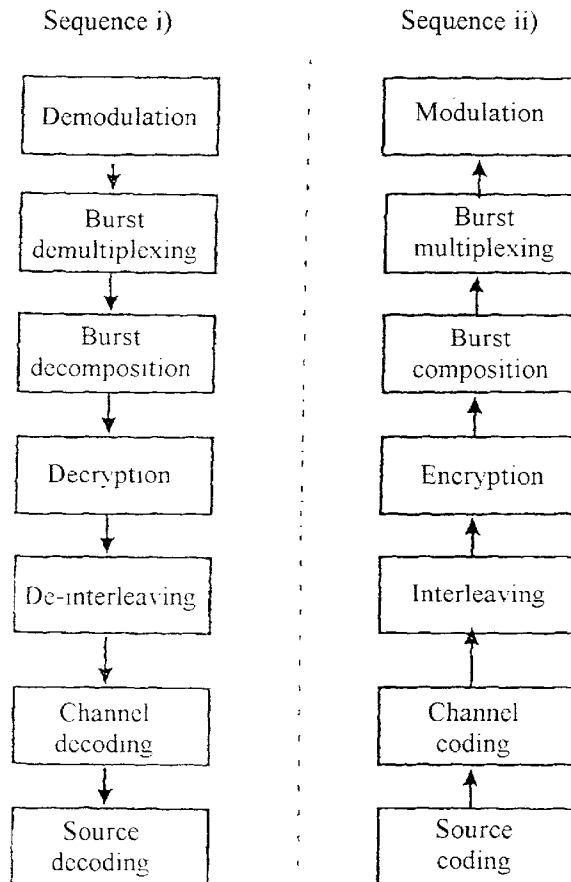 Sequence i)
Demodulation
Burst
demultiplexing
Burst
decomposition
Decryption
De-interleaving
Channel
decoding
Source
decoding
Sequence ii)
Modulation
Burst
multiplexing
Burst
composition
Encryption
Interleaving
Channel
coding
Source
coding